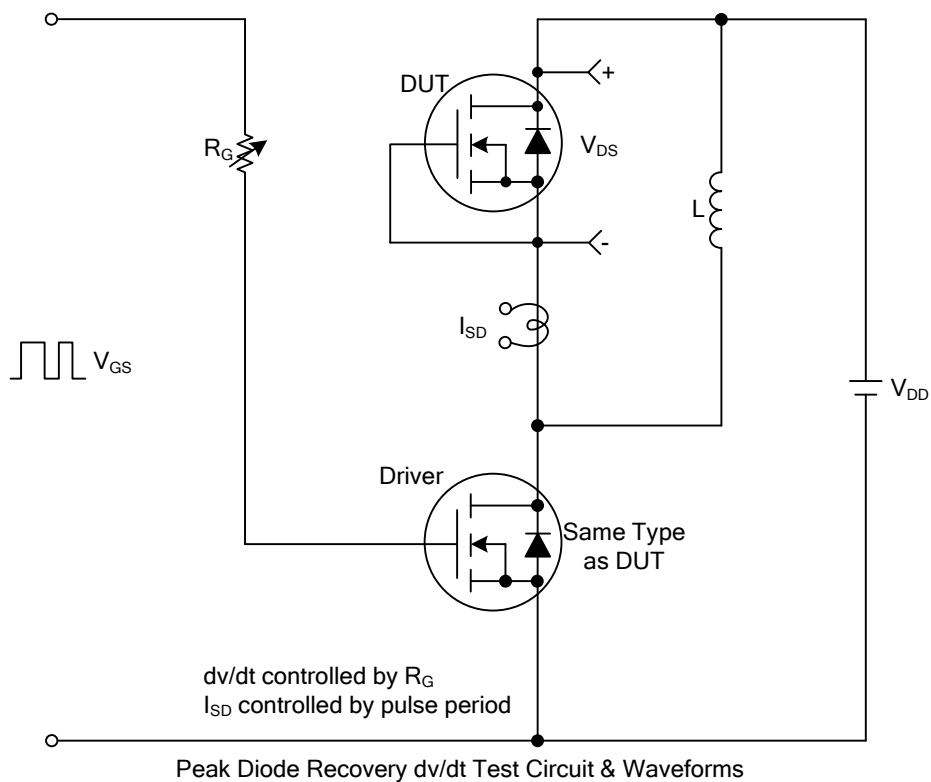 DUT
+
R_G
V_DS
L
-
I_SD
V_GS
V_DD
Driver
Same Type
as DUT
dv/dt controlled by R_G
I_SD controlled by pulse period
Peak Diode Recovery dv/dt Test Circuit & Waveforms